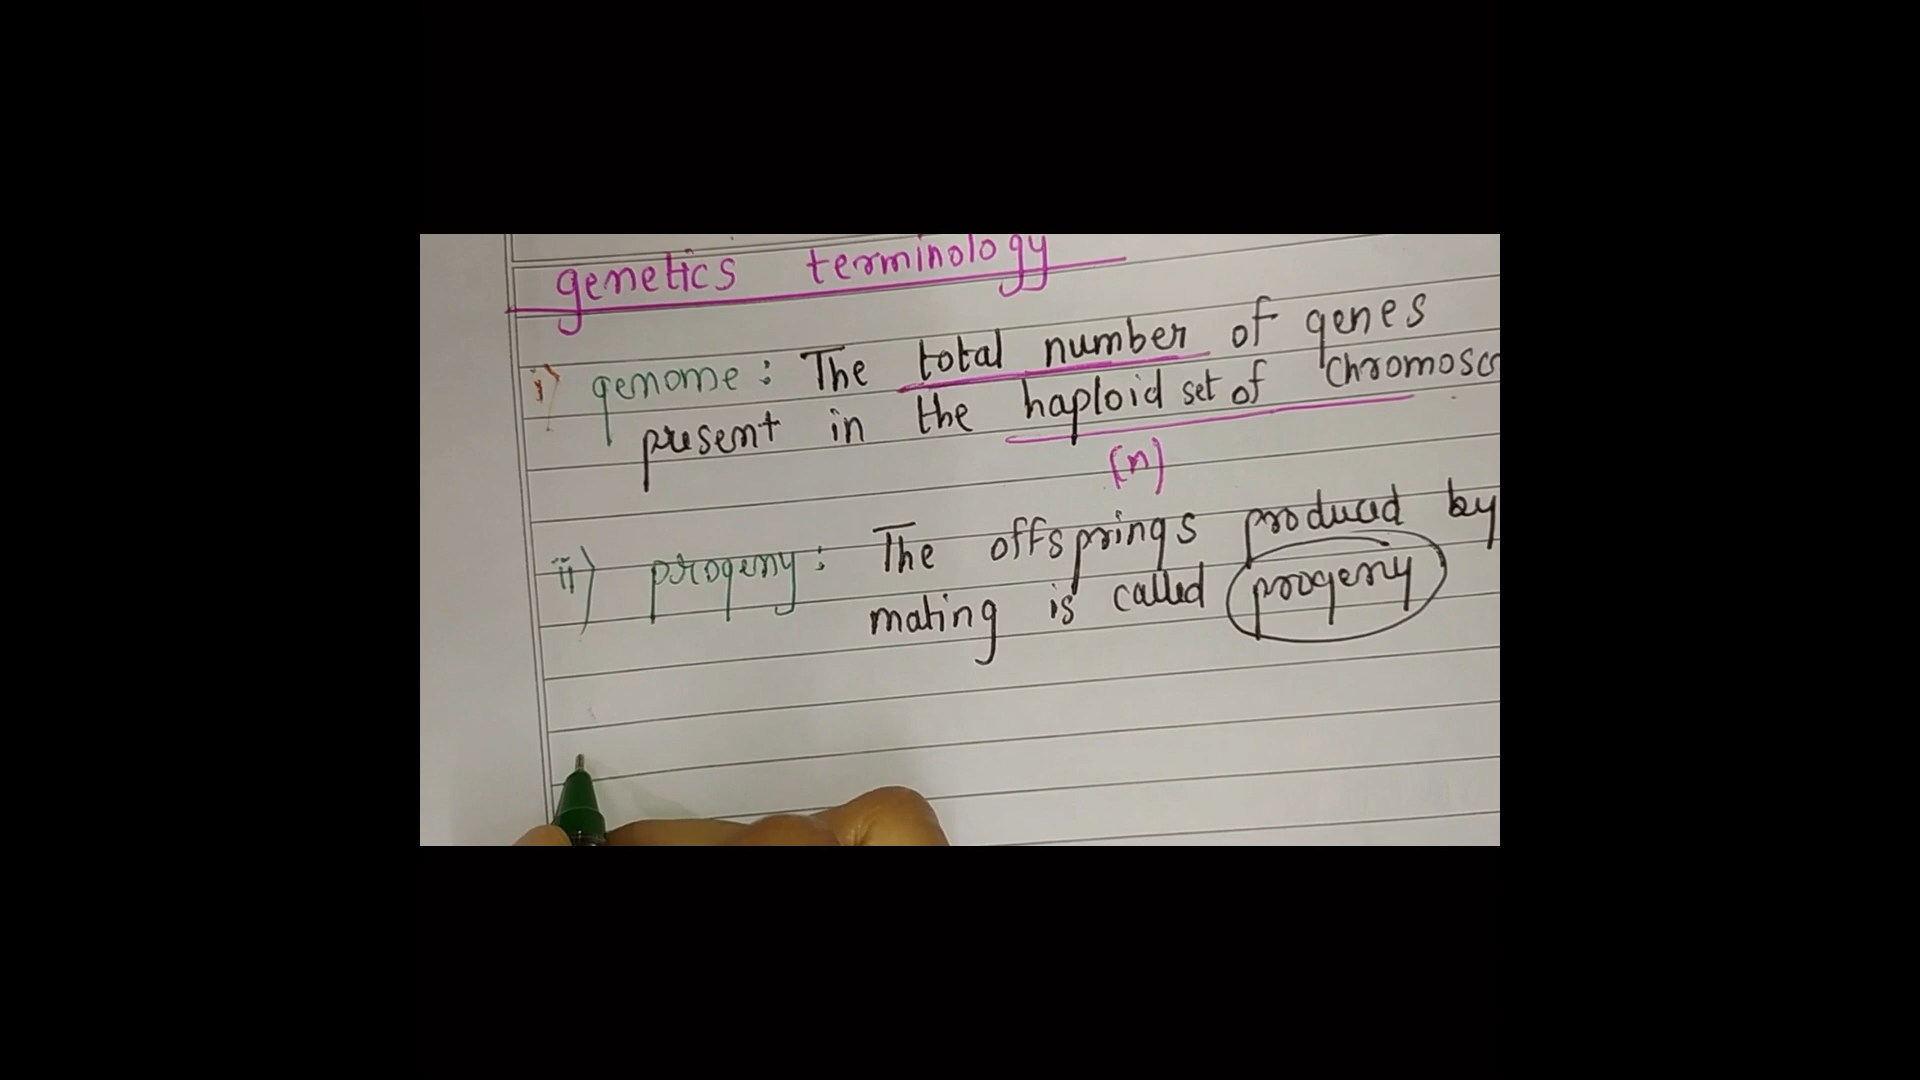 genetics terminology
i) genome: The total number of genes
present in the haploid set of chromoso
(n)
ii) progeny: The offsprings produced by
mating is called progeny